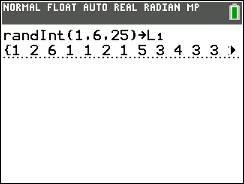 NORMAL FLOAT AUTO REAL RADIAN MP
randInt(1,6,25)→L₁
{1 2 6 1 1 2 1 5 3 4 3 3 ▸